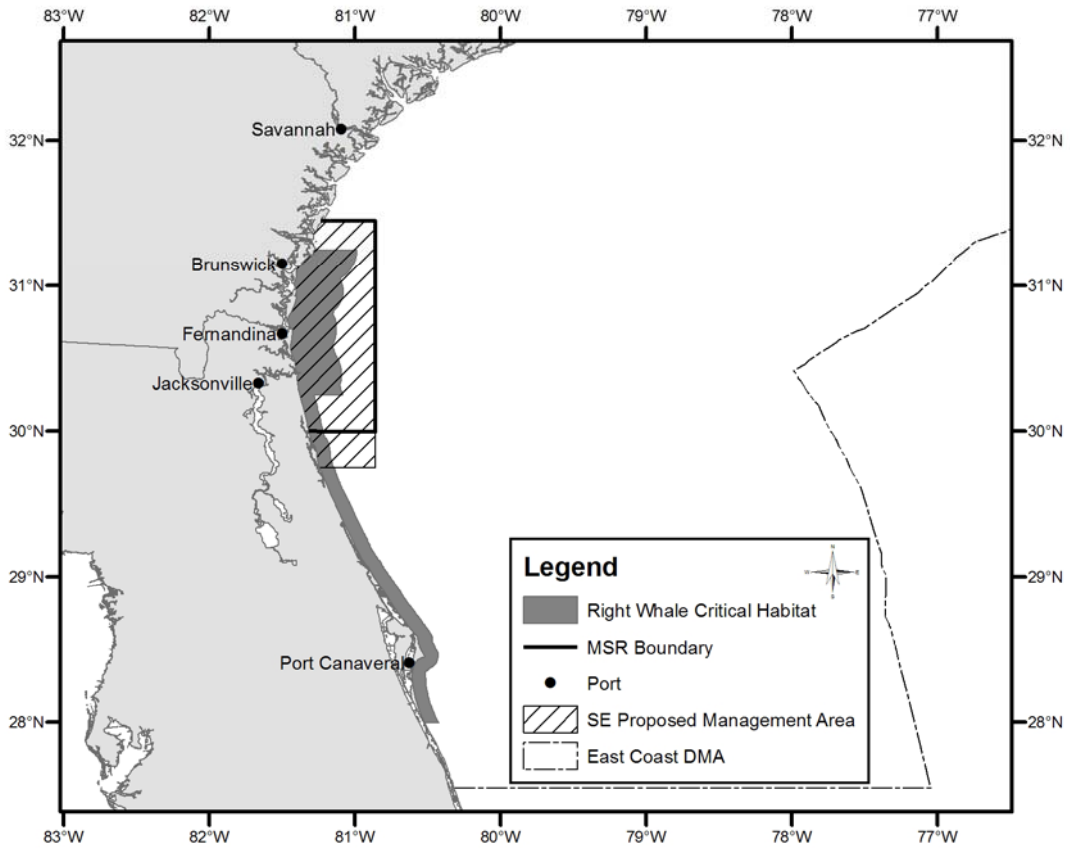 83°W 82°W 81°W 80°W 79°W 78°W 77°W
Savannah
32°N 32°N
Brunswick
31°N 31°N
Fernandina
Jacksonville
30°N 30°N
29°N 29°N
Legend
N
W E
S
Right Whale Critical Habitat
MSR Boundary
Port Canaveral
Port
SE Proposed Management Area
28°N 28°N
East Coast DMA
83°W 82°W 81°W 80°W 79°W 78°W 77°W